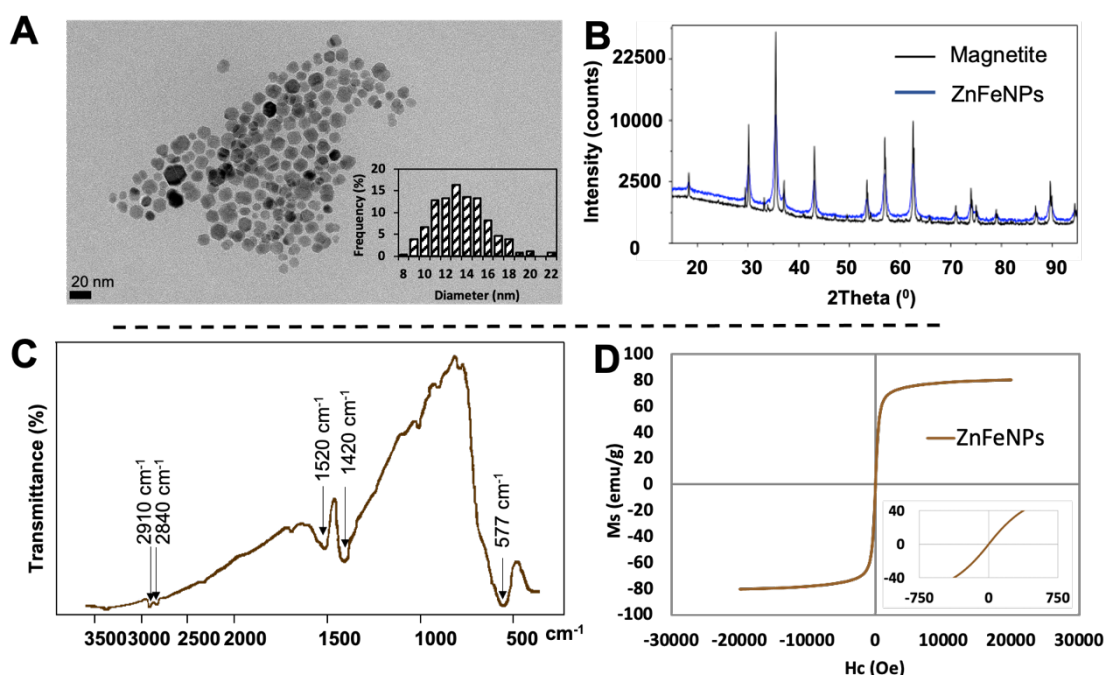 A
20 nm
Frequency (%)
20
15
10
5
0
8 10 12 14 16 18 20 22
Diameter (nm)
B
Intensity (counts)
22500
10000
2500
0
Magnetite
ZnFeNPs
20 30 40 50 60 70 80 90
2Theta (⁰)
C
Transmittance (%)
2910 cm⁻¹
2840 cm⁻¹
1520 cm⁻¹
1420 cm⁻¹
577 cm⁻¹
3500 3000 2500 2000 1500 1000 500 cm⁻¹
D
Ms (emu/g)
100
80
60
40
20
0
-20
-40
-60
-80
-100
ZnFeNPs
40
0
-40
-750 0 750
-30000 -20000 -10000 0 10000 20000 30000
Hc (Oe)